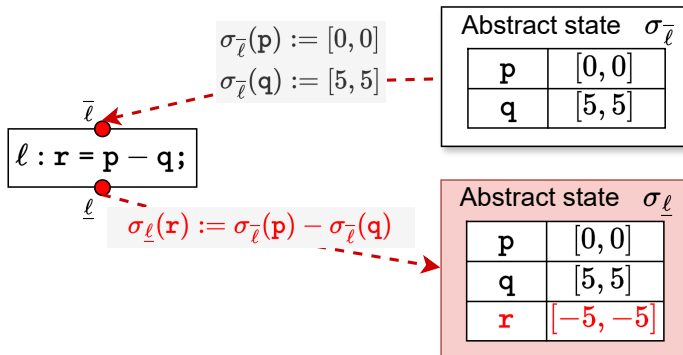 σ_ℓ̅(p) := [0, 0]
σ_ℓ̅(q) := [5, 5]
Abstract state σ_ℓ̅
p [0, 0]
q [5, 5]
ℓ̅
ℓ : r = p − q;
ℓ̲
σ_ℓ̲(r) := σ_ℓ̅(p) − σ_ℓ̅(q)
Abstract state σ_ℓ̲
p [0, 0]
q [5, 5]
r [−5, −5]